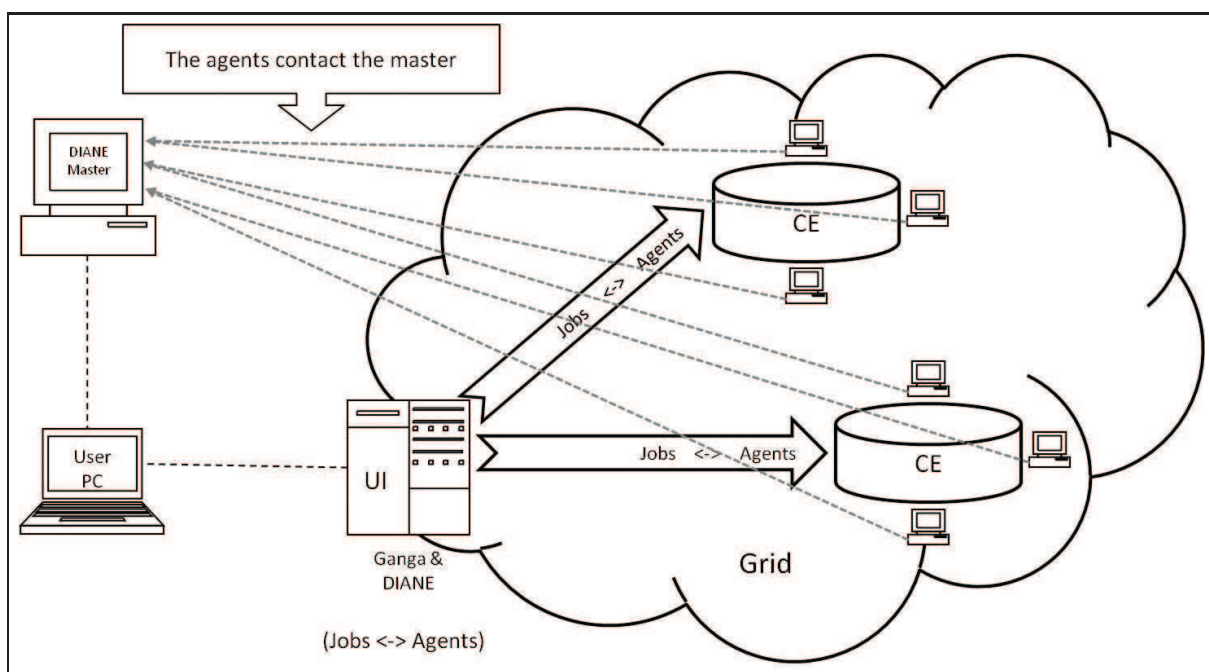 The agents contact the master
DIANE
Master
CE
Jobs <-> Agents
User
PC
UI
Jobs <-> Agents
CE
Ganga &
DIANE
Grid
(Jobs <-> Agents)